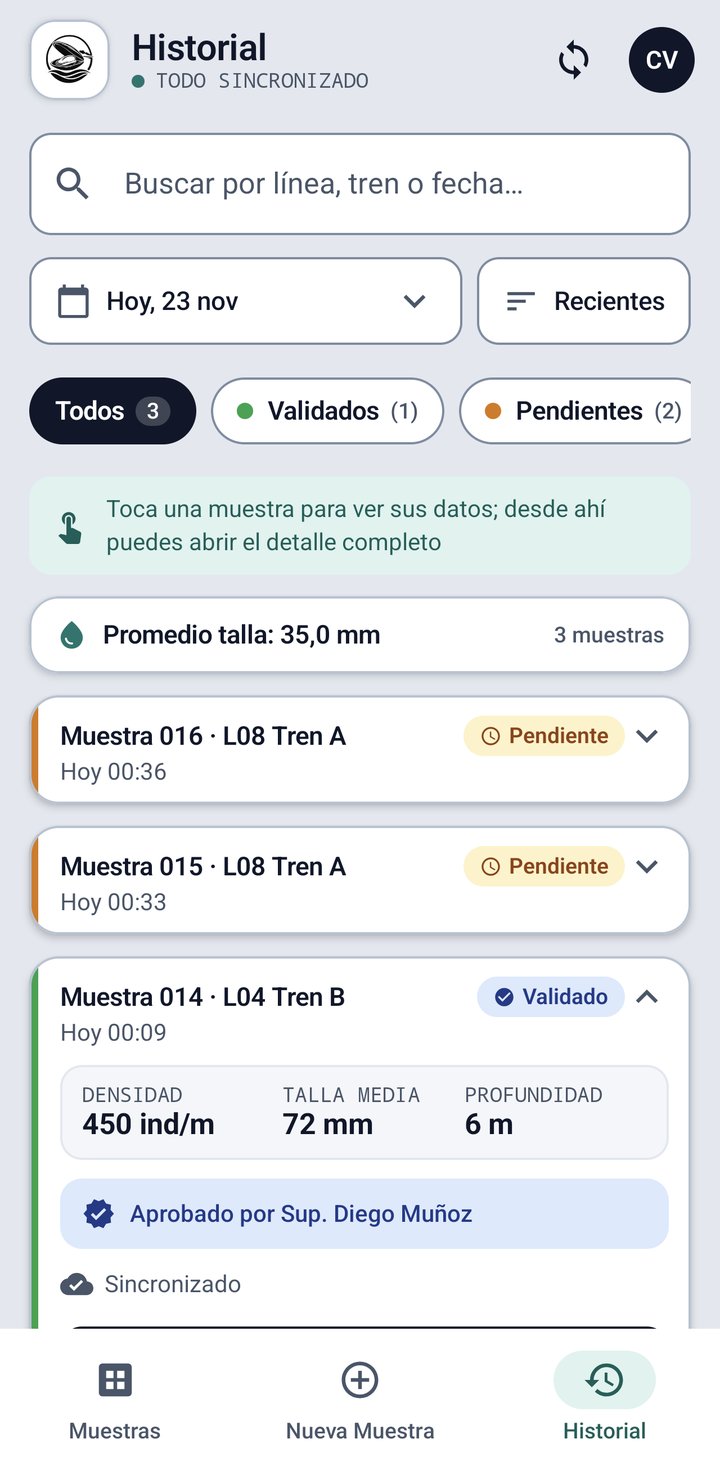 Historial
TODO SINCRONIZADO
CV
Buscar por línea, tren o fecha...
Hoy, 23 nov
Recientes
Todos 3
Validados (1)
Pendientes (2)
Toca una muestra para ver sus datos; desde ahí
puedes abrir el detalle completo
Promedio talla: 35,0 mm
3 muestras
Muestra 016 · L08 Tren A
Pendiente
Hoy 00:36
Muestra 015 · L08 Tren A
Pendiente
Hoy 00:33
Muestra 014 · L04 Tren B
Validado
Hoy 00:09
DENSIDAD
TALLA MEDIA
PROFUNDIDAD
450 ind/m
72 mm
6 m
Aprobado por Sup. Diego Muñoz
Sincronizado
Muestras
Nueva Muestra
Historial